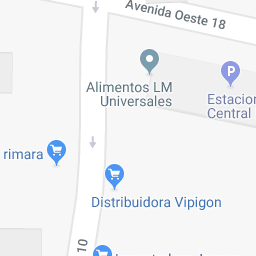 Avenida Oeste 18
Alimentos LM
Universales
Estacion
Central
rimara
Distribuidora Vipigon
10